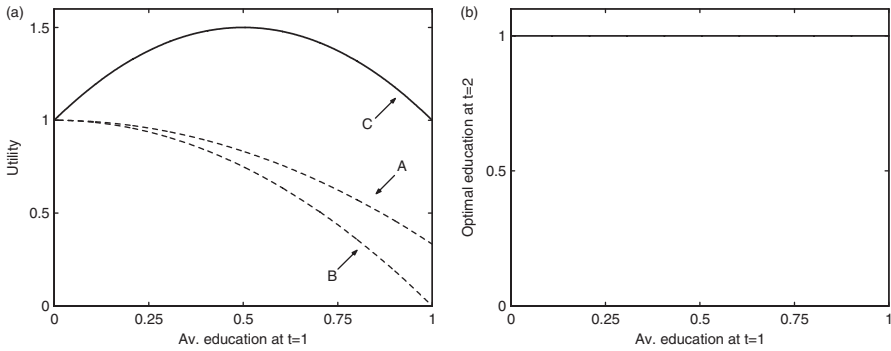 (a)
1.5
1
0.5
0
Utility
C
A
B
0
0.25
0.5
0.75
1
Av. education at t=1
(b)
1
0.5
0
Optimal education at t=2
0
0.25
0.5
0.75
1
Av. education at t=1